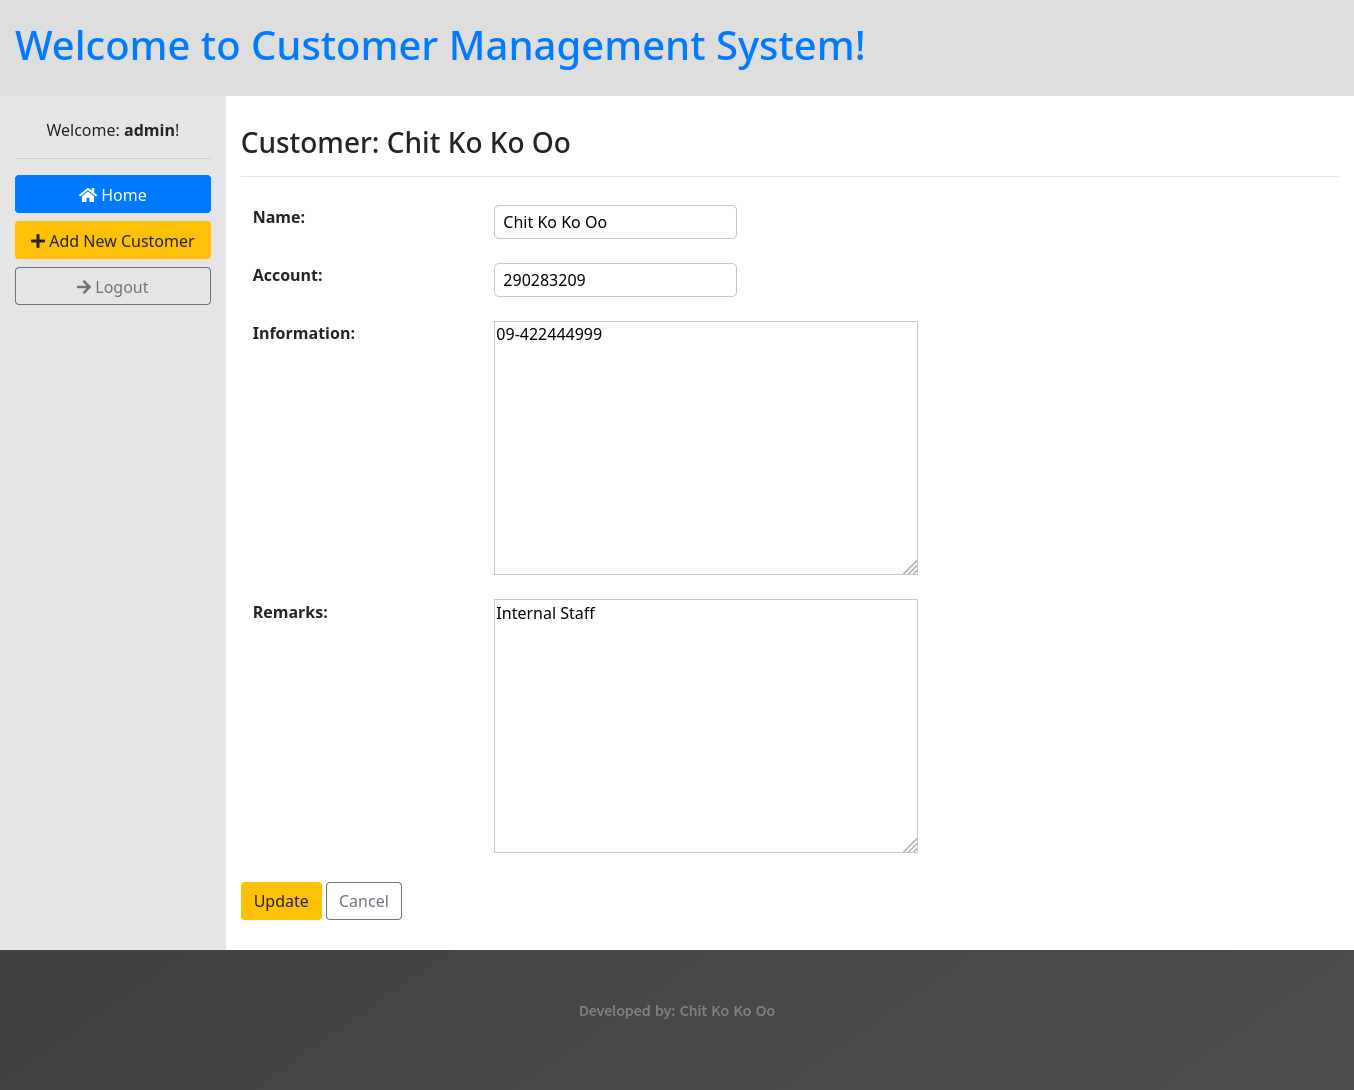 Welcome to Customer Management System!
Welcome: admin!
Home
Add New Customer
Logout
Customer: Chit Ko Ko Oo
Name: Chit Ko Ko Oo
Account: 290283209
Information: 09-422444999
Remarks: Internal Staff
Update Cancel
Developed by: Chit Ko Ko Oo